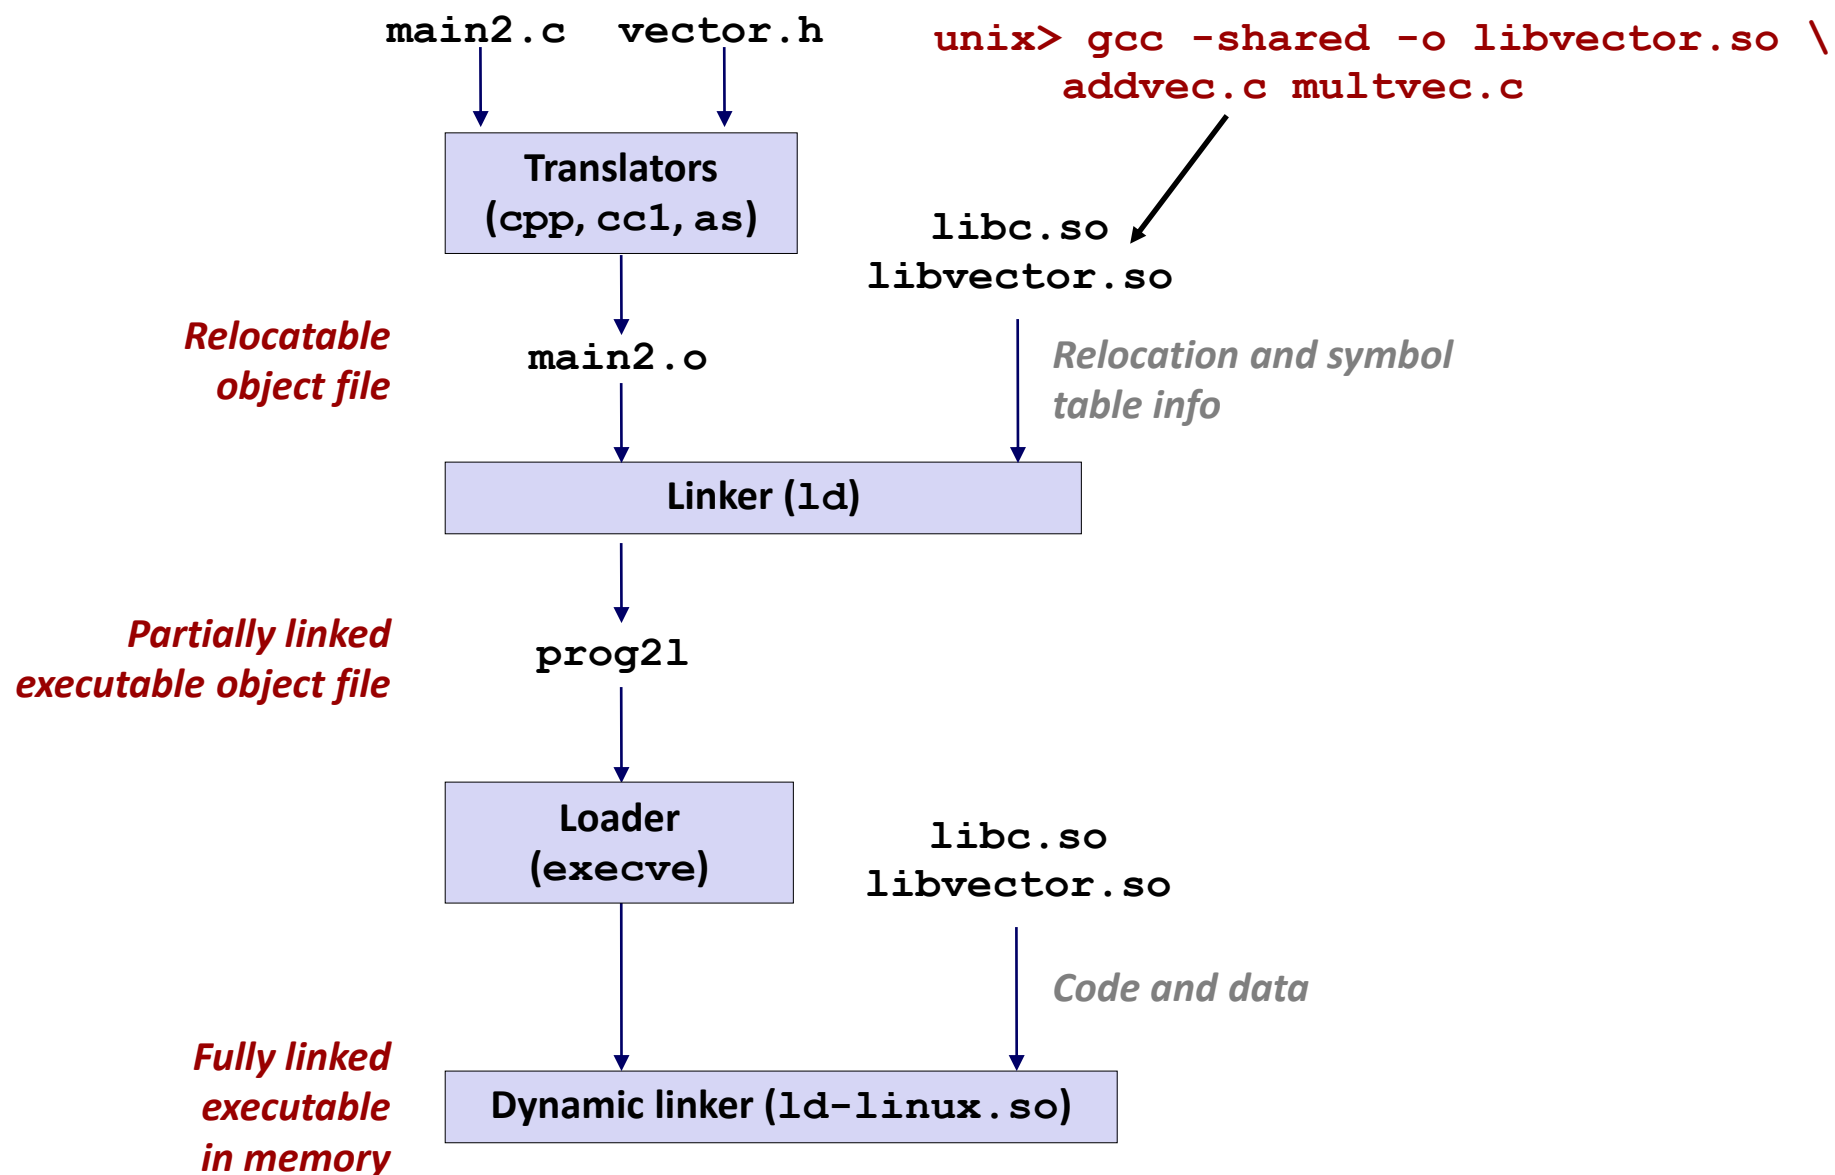 main2.c vector.h
unix> gcc -shared -o libvector.so \
addvec.c multvec.c
Translators
(cpp, cc1, as)
libc.so
libvector.so
Relocatable
object file
main2.o
Relocation and symbol
table info
Linker (ld)
Partially linked
executable object file
prog2l
Loader
(execve)
libc.so
libvector.so
Code and data
Fully linked
executable
in memory
Dynamic linker (ld-linux.so)